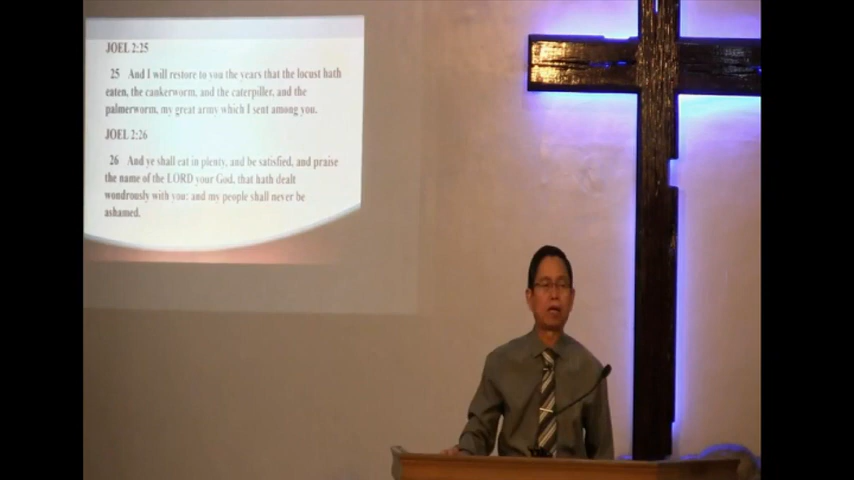 JOEL 2:25
25 And I will restore to you the years that the locust hath
eaten, the cankerworm, and the caterpiller, and the
palmerworm, my great army which I sent among you.
JOEL 2:26
26 And ye shall eat in plenty, and be satisfied, and praise
the name of the LORD your God, that hath dealt
wondrously with you: and my people shall never be
ashamed.